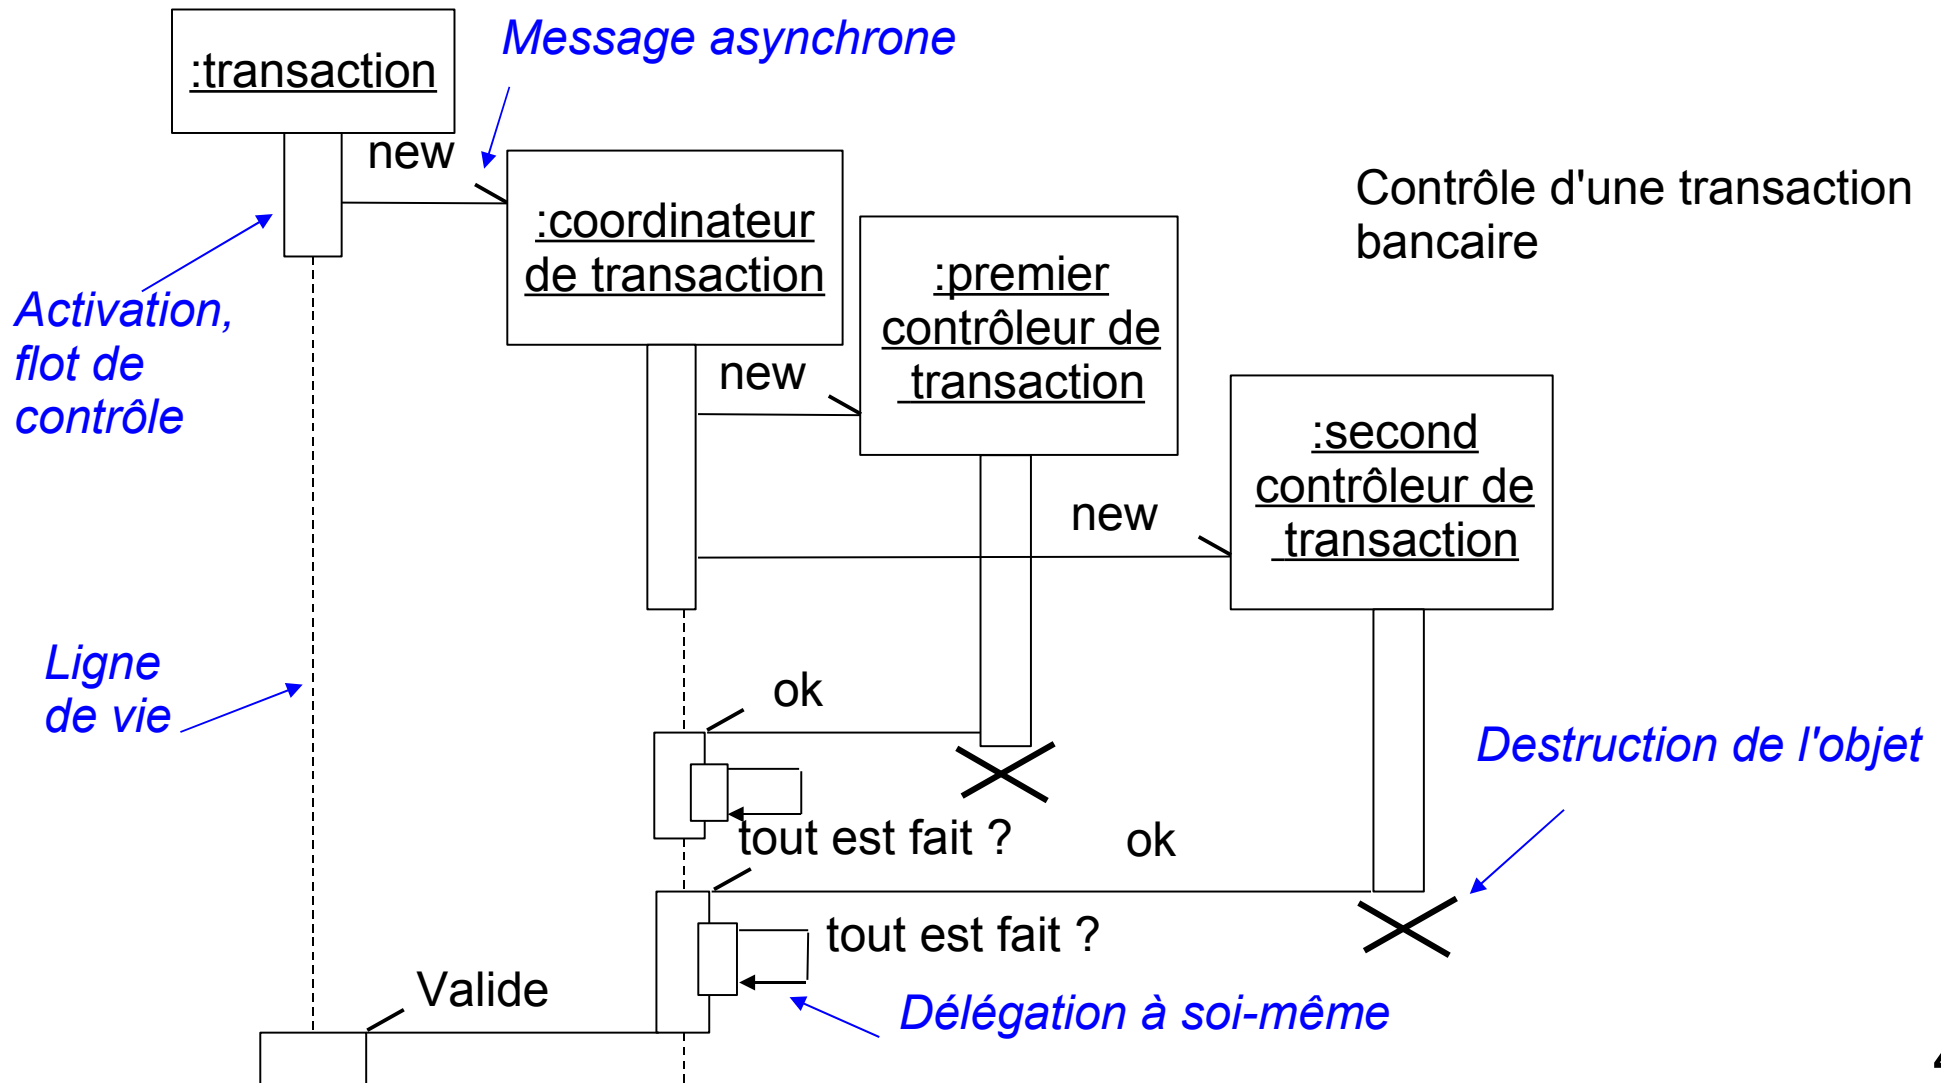 :transaction
Message asynchrone
new
:coordinateur
de transaction
Contrôle d'une transaction
bancaire
:premier
contrôleur de
transaction
Activation,
flot de
contrôle
new
:second
contrôleur de
transaction
new
Ligne
de vie
ok
Destruction de l'objet
tout est fait ?
ok
tout est fait ?
Valide
Délégation à soi-même